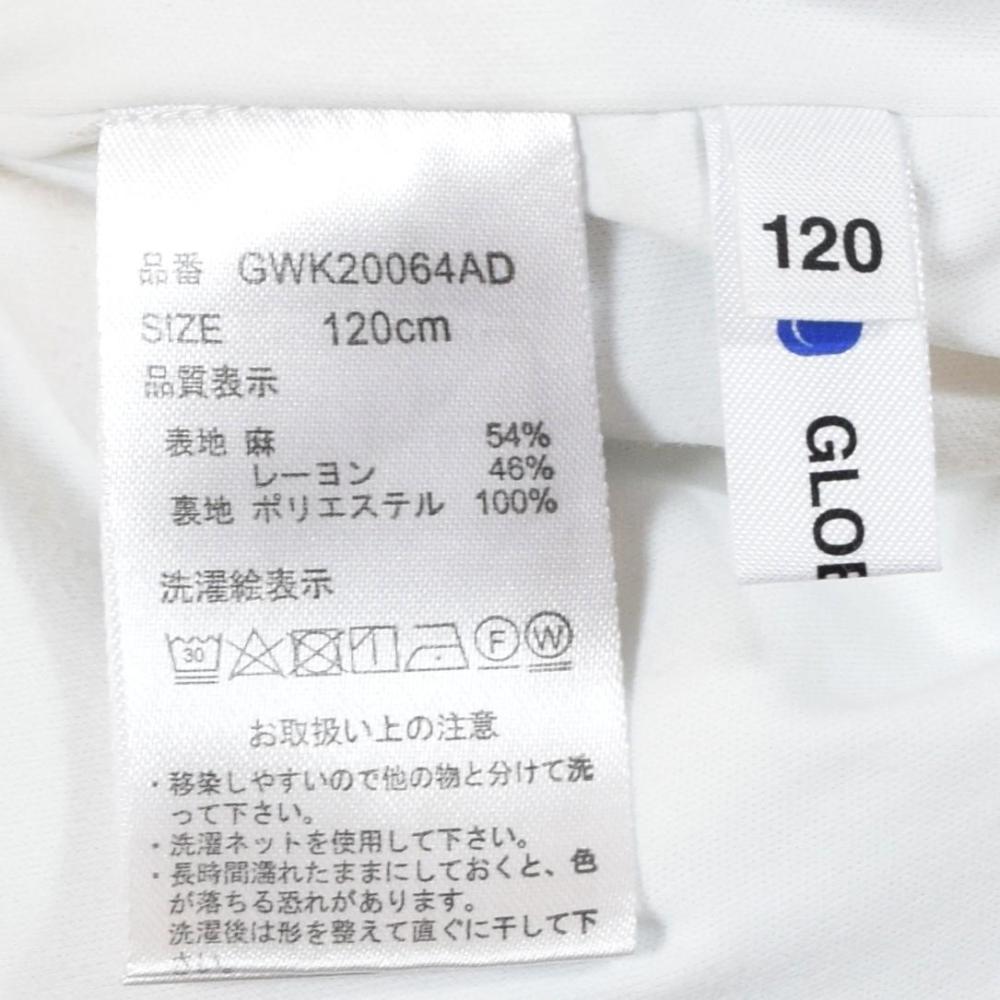 品番 GWK20064AD
SIZE 120cm
品質表示
表地 麻 54%
レーヨン 46%
裏地 ポリエステル 100%
洗濯絵表示
30 F W
お取扱い上の注意
・移染しやすいので他の物と分けて洗
って下さい。
・洗濯ネットを使用して下さい。
・長時間濡れたままにしておくと、色
が落ちる恐れがあります。
洗濯後は形を整えて直ぐに干して下
さい。
120
GLOB